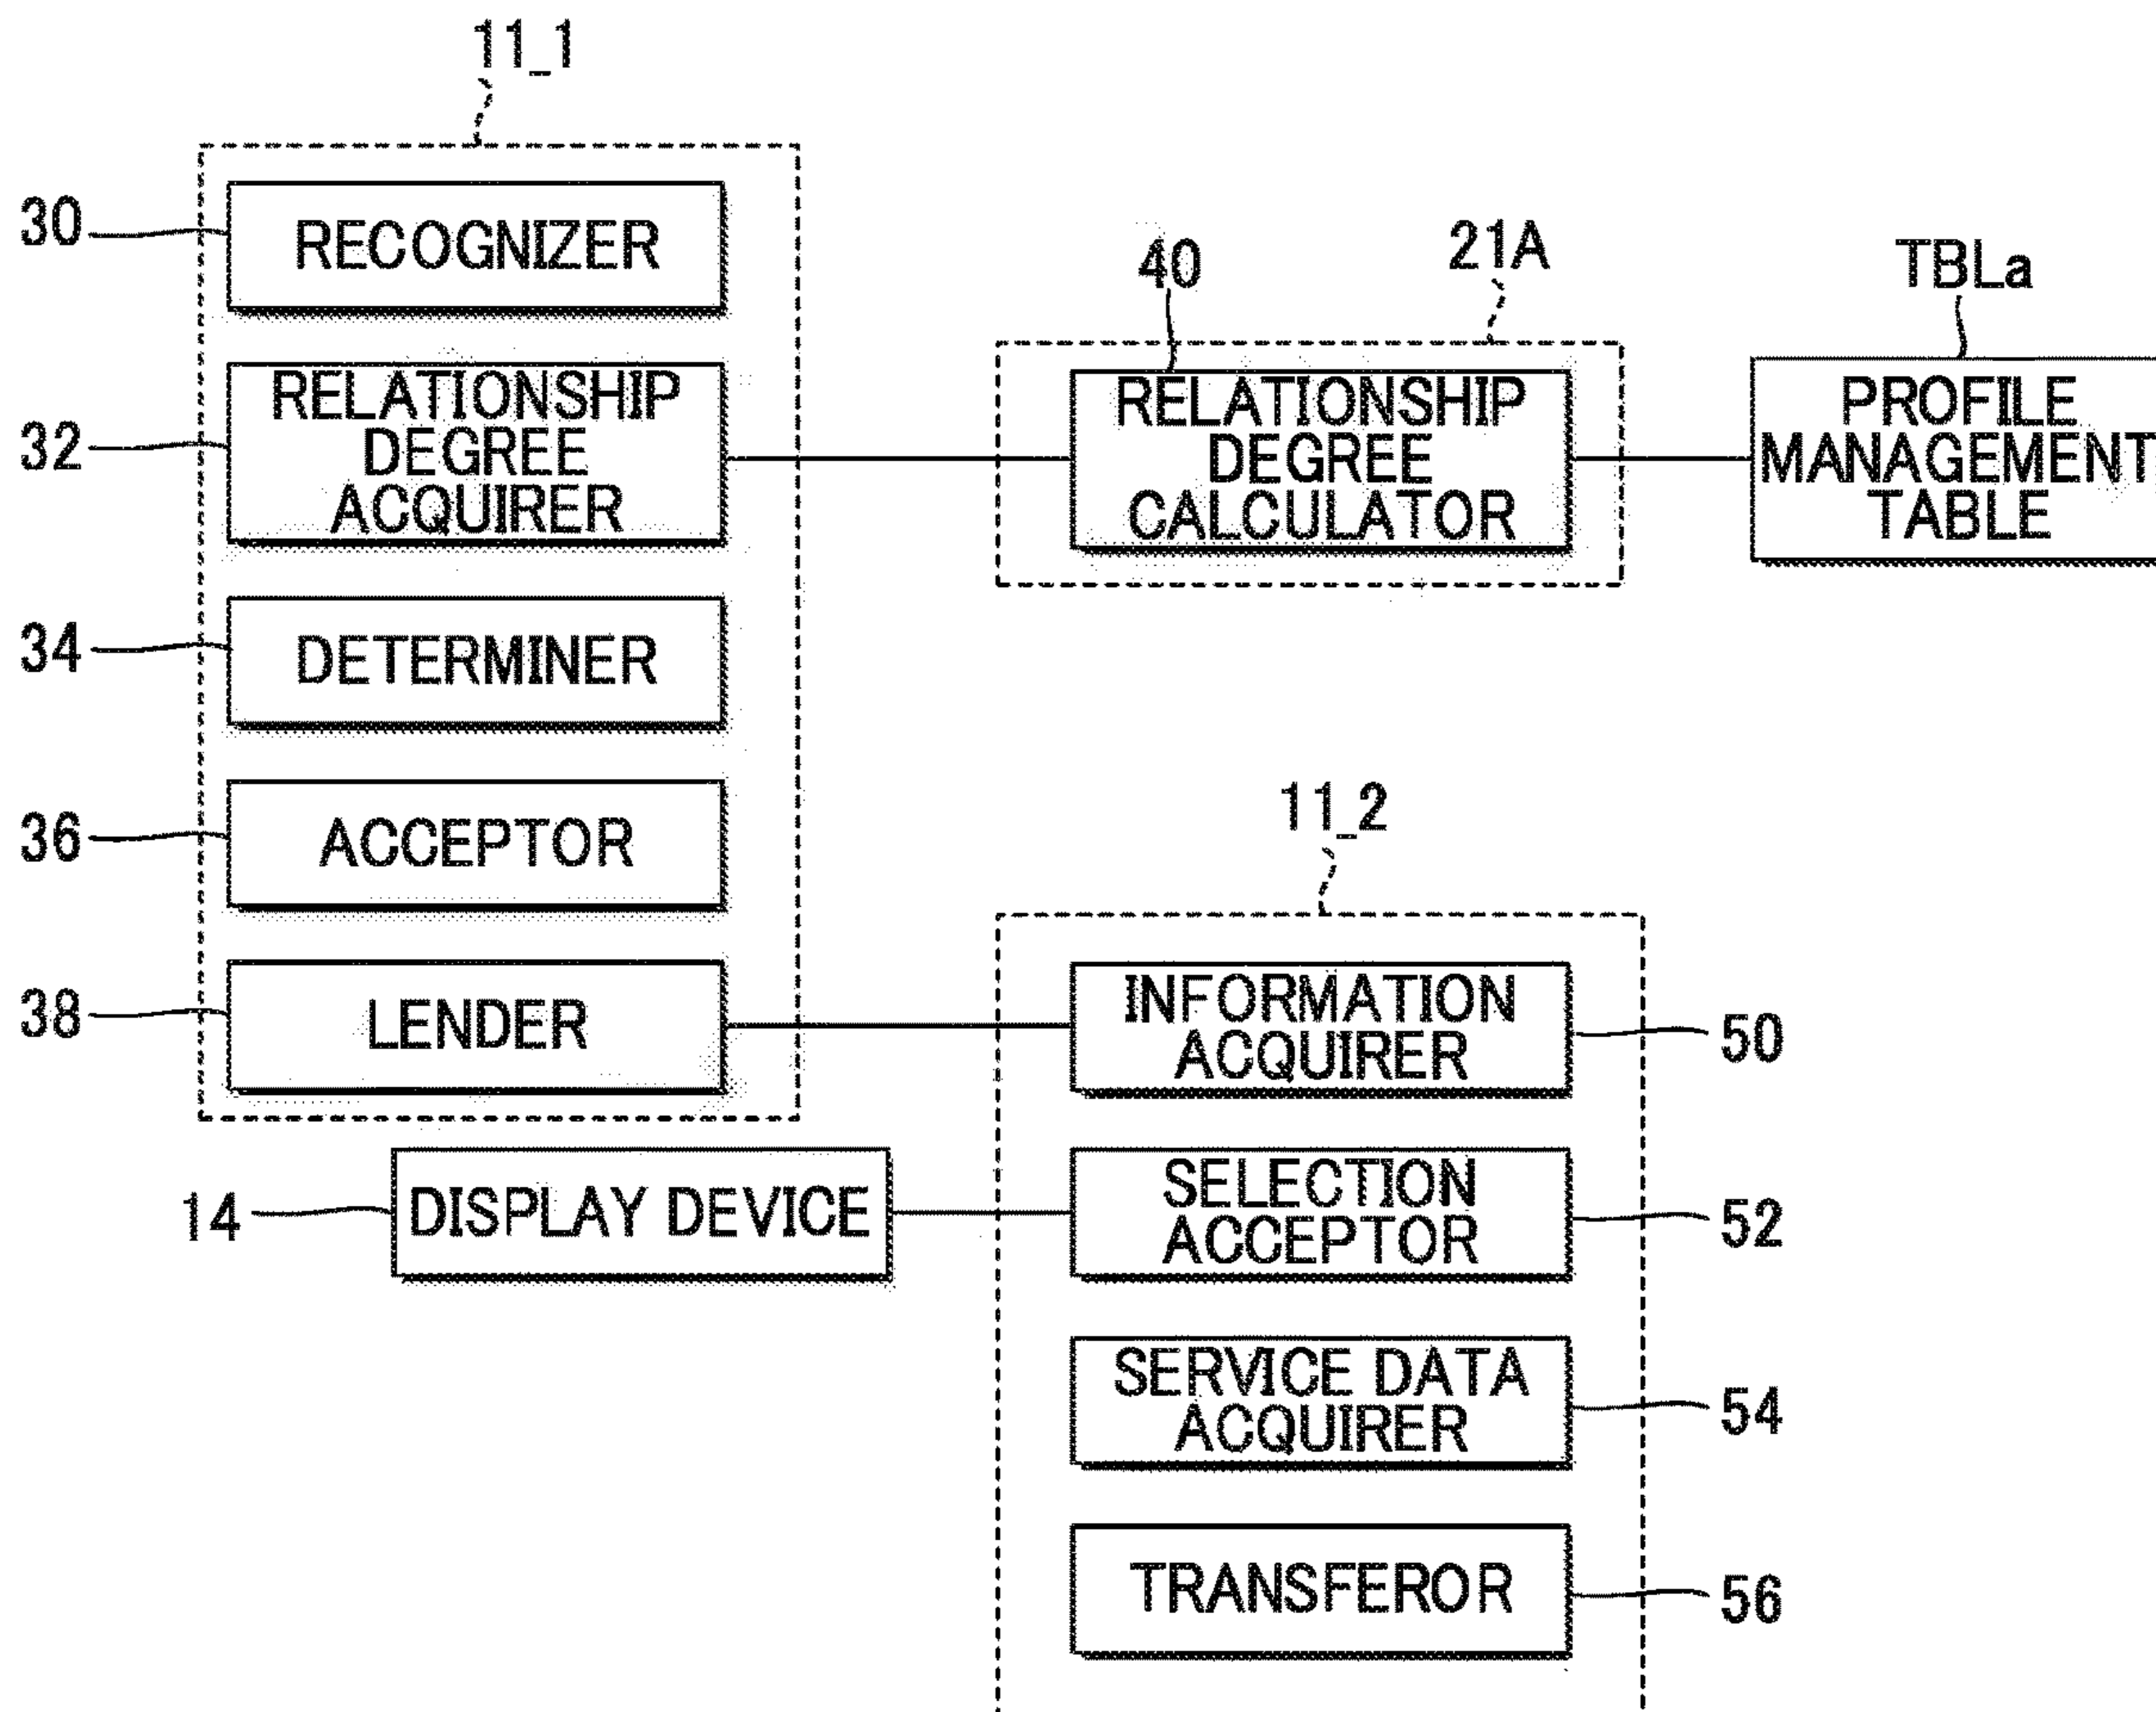 11_1
30
RECOGNIZER
32
RELATIONSHIP
DEGREE
ACQUIRER
34
DETERMINER
36
ACCEPTOR
38
LENDER
40
21A
RELATIONSHIP
DEGREE
CALCULATOR
TBLa
PROFILE
MANAGEMENT
TABLE
11_2
INFORMATION
ACQUIRER
50
14
DISPLAY DEVICE
SELECTION
ACCEPTOR
52
SERVICE DATA
ACQUIRER
54
TRANSFEROR
56